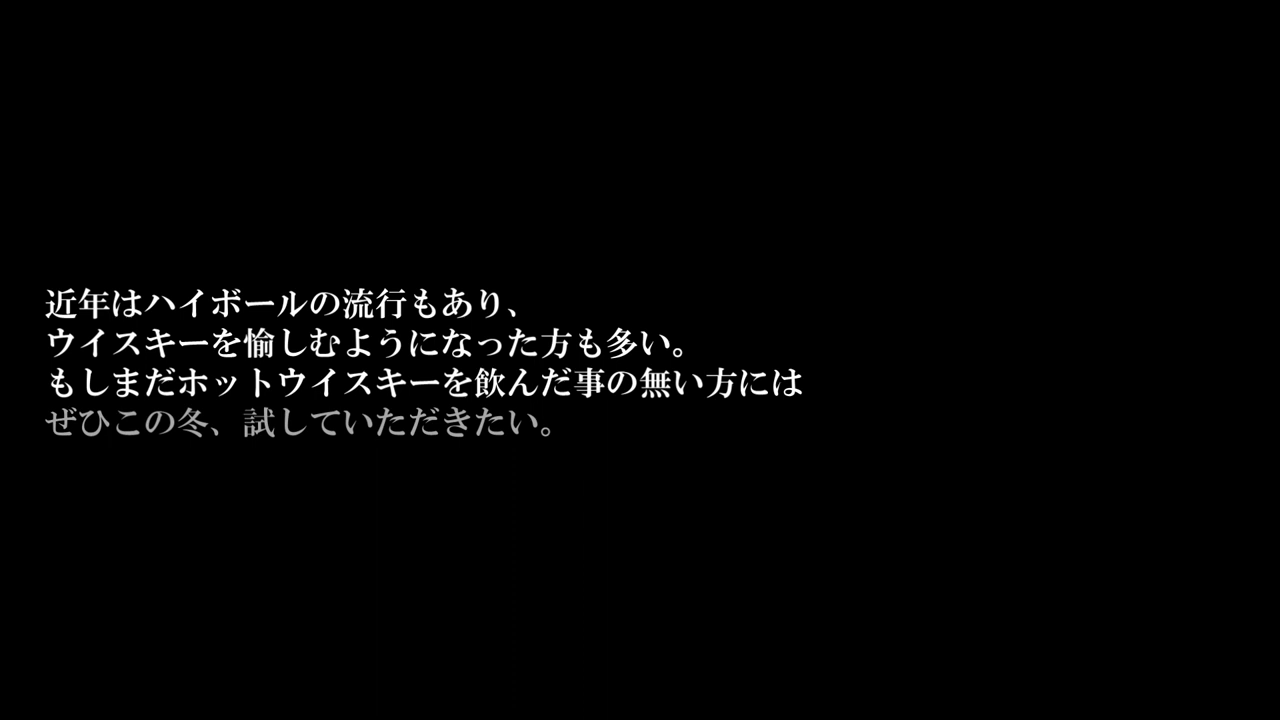 近年はハイボールの流行もあり、
ウイスキーを愉しむようになった方も多い。
もしまだホットウイスキーを飲んだ事の無い方には
ぜひこの冬、試していただきたい。